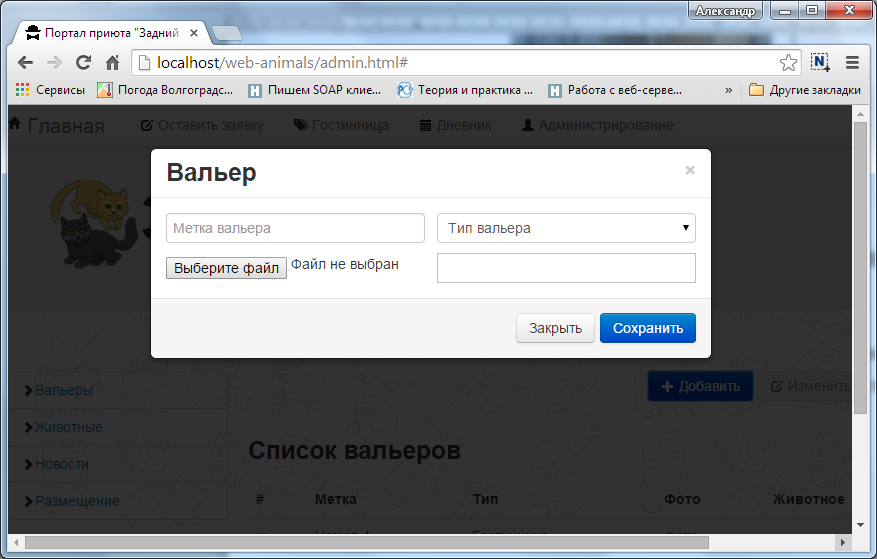 Александр
Портал приюта "Задний
localhost/web-animals/admin.html#
Сервисы Погода Волгоградс... Пишем SOAP клие... Теория и практика ... Работа с веб-серве... » Другие закладки
Главная Оставить заявку Гостинница Дневник Администрирование
Вальер ×
Метка вальера Тип вальера
Выберите файл Файл не выбран
Закрыть Сохранить
Вальеры Добавить Изменить
Животные
Новости Список вальеров
Размещение # Метка Тип Фото Животное